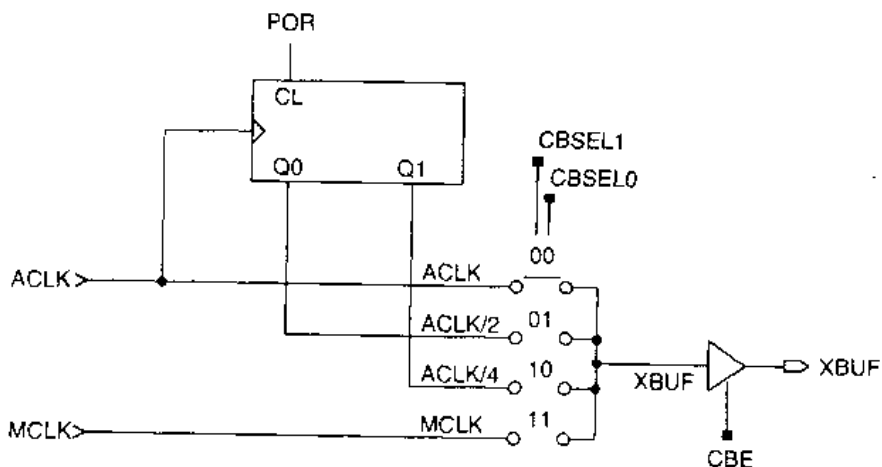 POR
CL
Q0 Q1
CBSEL1
CBSEL0
00
ACLK ACLK
01
ACLK/2
10
ACLK/4
XBUF XBUF
11
MCLK MCLK
CBE